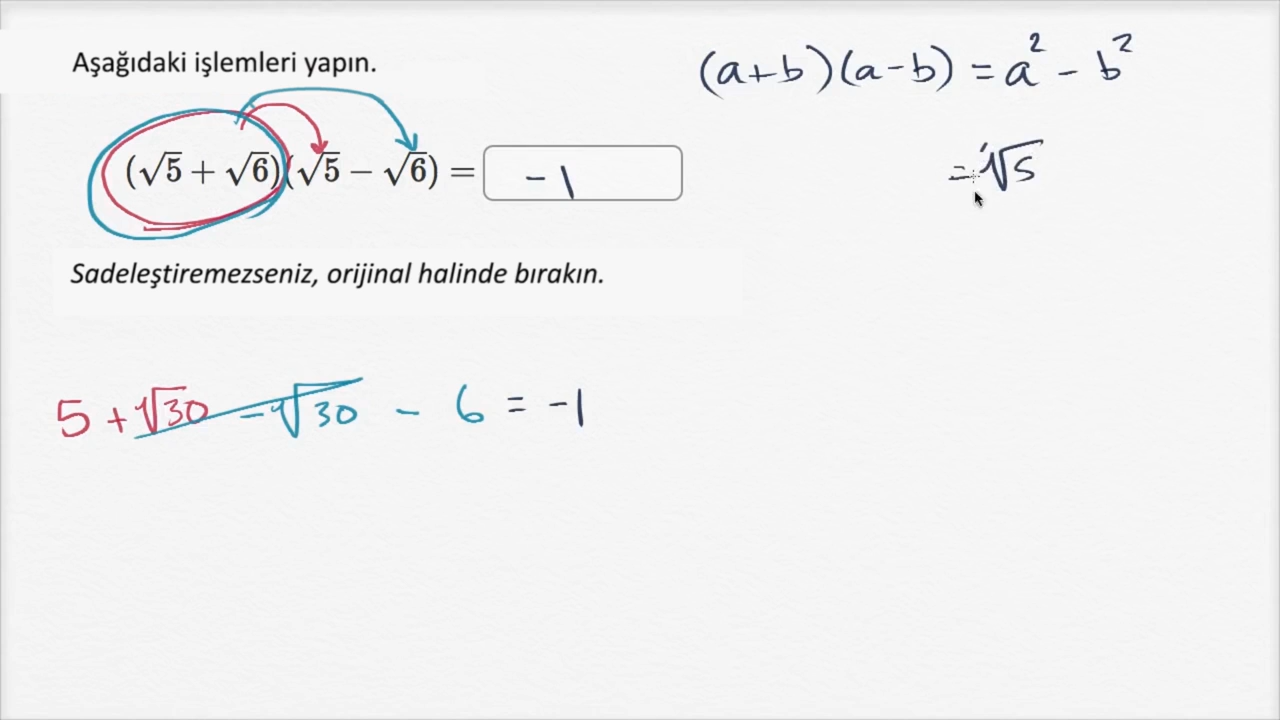 Aşağıdaki işlemleri yapın.
(a+b)(a-b) = a² - b²
(√5 + √6)(√5 − √6) = -1
= √5
Sadeleştiremezseniz, orijinal halinde bırakın.
5 + √30 - √30 - 6 = -1